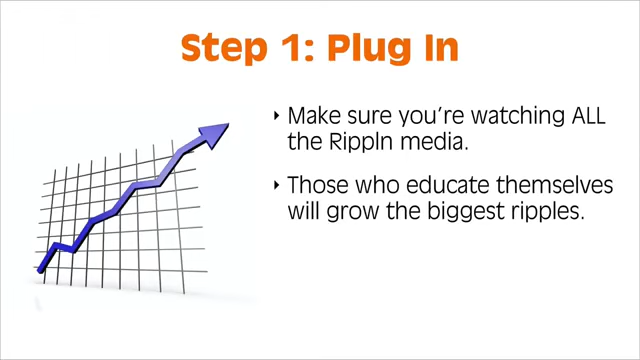 Step 1: Plug In
Make sure you're watching ALL
the Rippln media.
Those who educate themselves
will grow the biggest ripples.